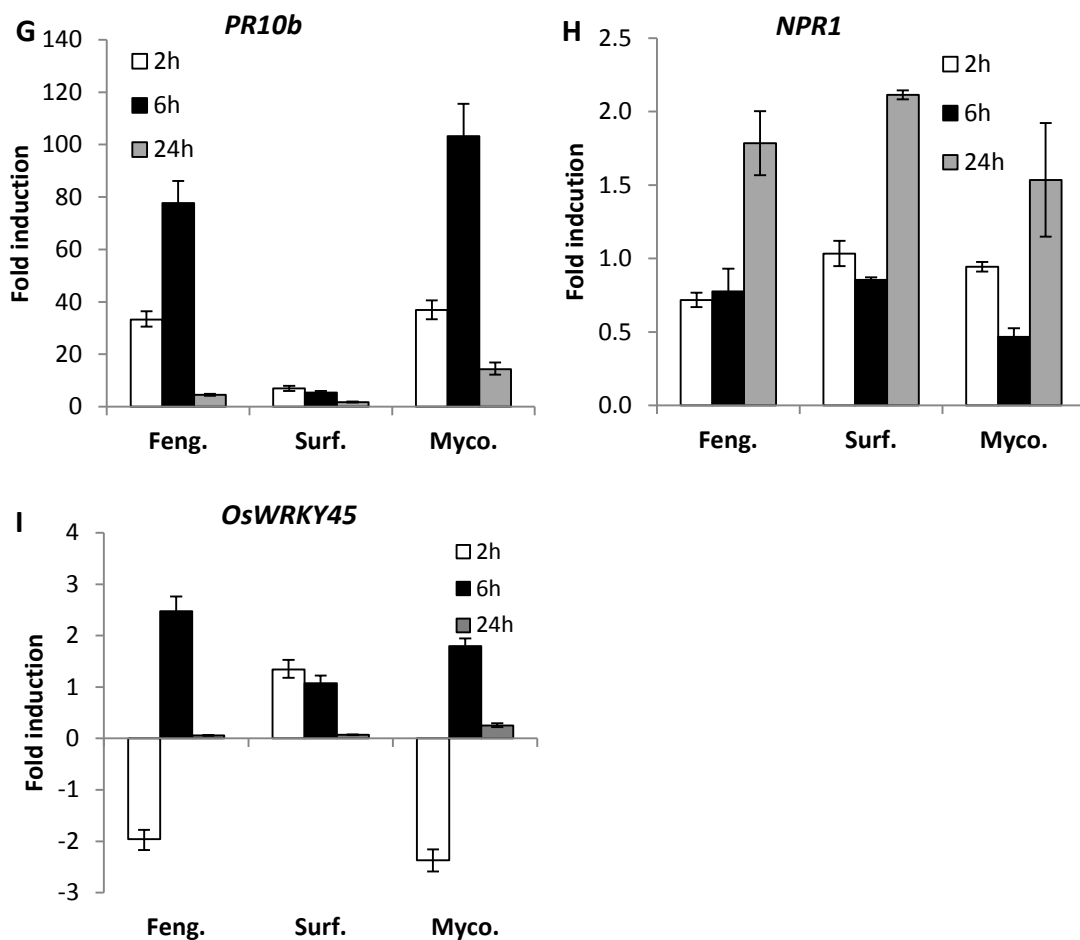 G
PR10b
Fold induction
140
120
100
80
60
40
20
0
2h
6h
24h
Feng. Surf. Myco.
H
NPR1
Fold indcution
2.5
2.0
1.5
1.0
0.5
0.0
2h
6h
24h
Feng. Surf. Myco.
I
OsWRKY45
Fold induction
4
3
2
1
0
-1
-2
-3
2h
6h
24h
Feng. Surf. Myco.